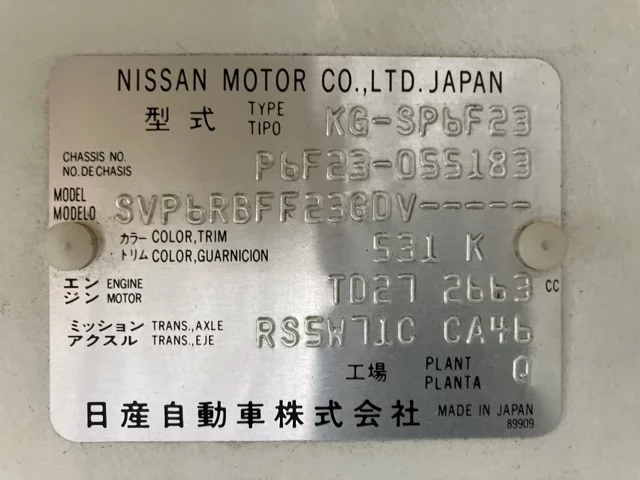 NISSAN MOTOR CO.,LTD. JAPAN
型式 TYPE TIPO KG-SP6F23
CHASSIS NO. NO. DE CHASIS P6F23-055183
MODEL MODELO SVP6RBFF23GDV-----
カラー COLOR,TRIM
トリム COLOR,GUARNICION 531 K
エンジン ENGINE MOTOR TD27 2663 CC
ミッション TRANS.,AXLE
アクスル TRANS.,EJE RS5W71C CA46
工場 PLANT PLANTA Q
日産自動車株式会社 MADE IN JAPAN
89909